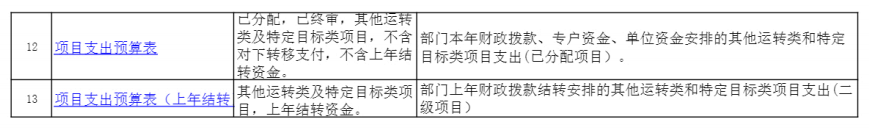 12
项目支出预算表
已分配，已终审，其他运转
类及特定目标类项目，不含
对下转移支付，不含上年结
转资金。
部门本年财政拨款、专户资金、单位资金安排的其他运转类和特定
目标类项目支出(已分配项目）。
13
项目支出预算表（上年结转
其他运转类及特定目标类项
目，上年结转资金。
部门上年财政拨款结转安排的其他运转类和特定目标类项目支出(二
级项目）